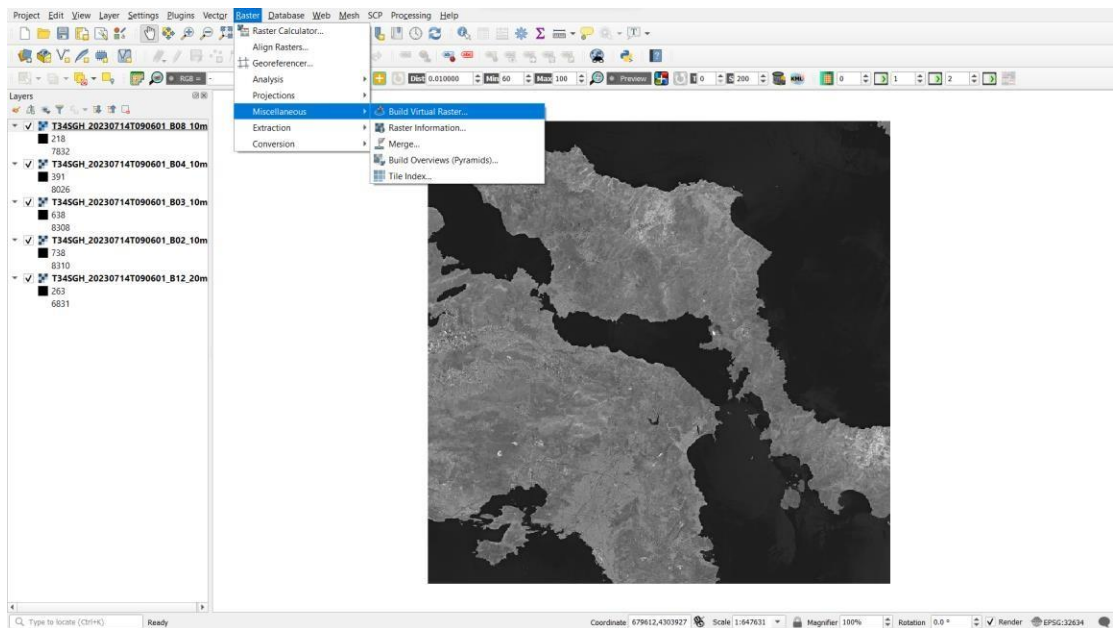 Project Edit View Layer Settings Plugins Vector Raster Database Web Mesh SCP Processing Help
Raster Calculator...
Align Rasters...
Georeferencer...
Analysis
Projections
Miscellaneous
Extraction
Conversion
Build Virtual Raster...
Raster Information...
Merge...
Build Overviews (Pyramids)...
Tile Index...
RGB = -
Dist 0.010000 Min 60 Max 100 Preview T 0 S 200 0 1 2
Layers
T34SGH_20230714T090601_B08_10m
218
7832
T34SGH_20230714T090601_B04_10m
391
8026
T34SGH_20230714T090601_B03_10m
638
8308
T34SGH_20230714T090601_B02_10m
738
8310
T34SGH_20230714T090601_B12_20m
263
6831
Type to locate (Ctrl+K) Ready Coordinate 679612,4303927 Scale 1:647631 Magnifier 100% Rotation 0.0 ° Render EPSG:32634